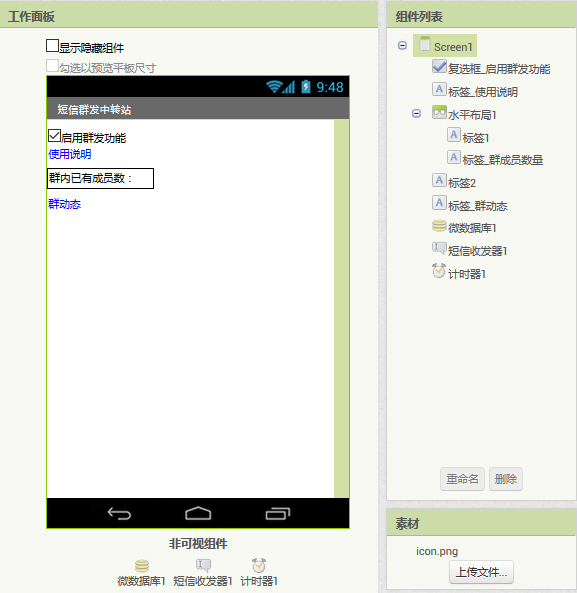 工作面板
显示隐藏组件
勾选以预览平板尺寸
9:48
短信群发中转站
启用群发功能
使用说明
群内已有成员数：
群动态
非可视组件
微数据库1 短信收发器1 计时器1
组件列表
Screen1
复选框_启用群发功能
标签_使用说明
水平布局1
标签1
标签_群成员数量
标签2
标签_群动态
微数据库1
短信收发器1
计时器1
重命名 删除
素材
icon.png
上传文件...